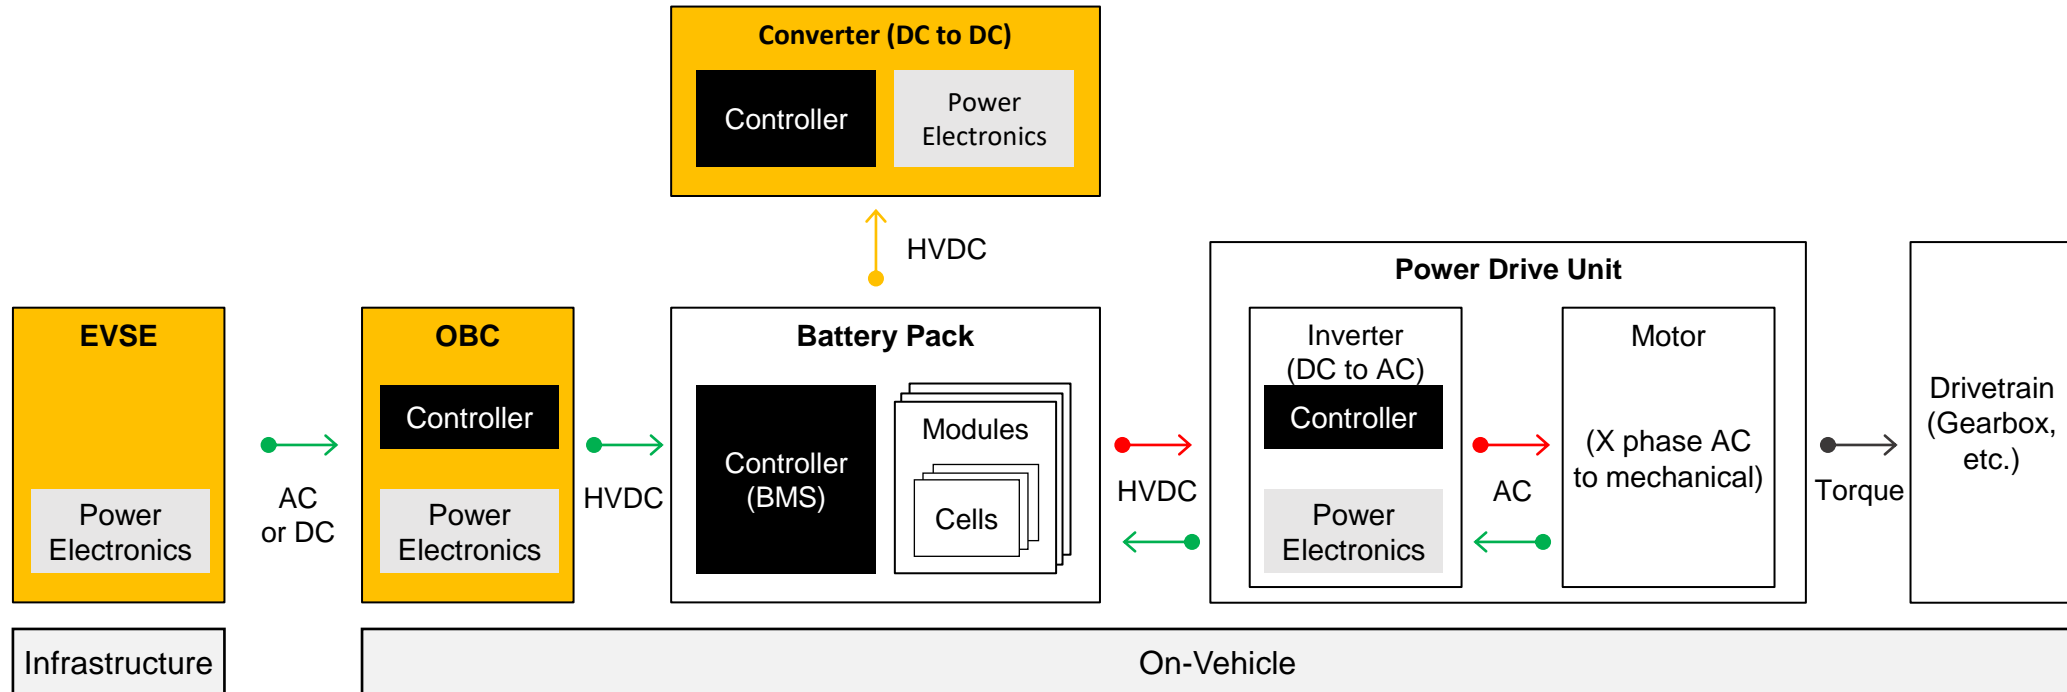 Converter (DC to DC)
Controller
Power
Electronics
HVDC
EVSE
Power
Electronics
AC
or DC
OBC
Controller
Power
Electronics
HVDC
Battery Pack
Controller
(BMS)
Modules
Cells
HVDC
Power Drive Unit
Inverter
(DC to AC)
Controller
Power
Electronics
AC
Motor
(X phase AC
to mechanical)
Torque
Drivetrain
(Gearbox,
etc.)
Infrastructure
On-Vehicle